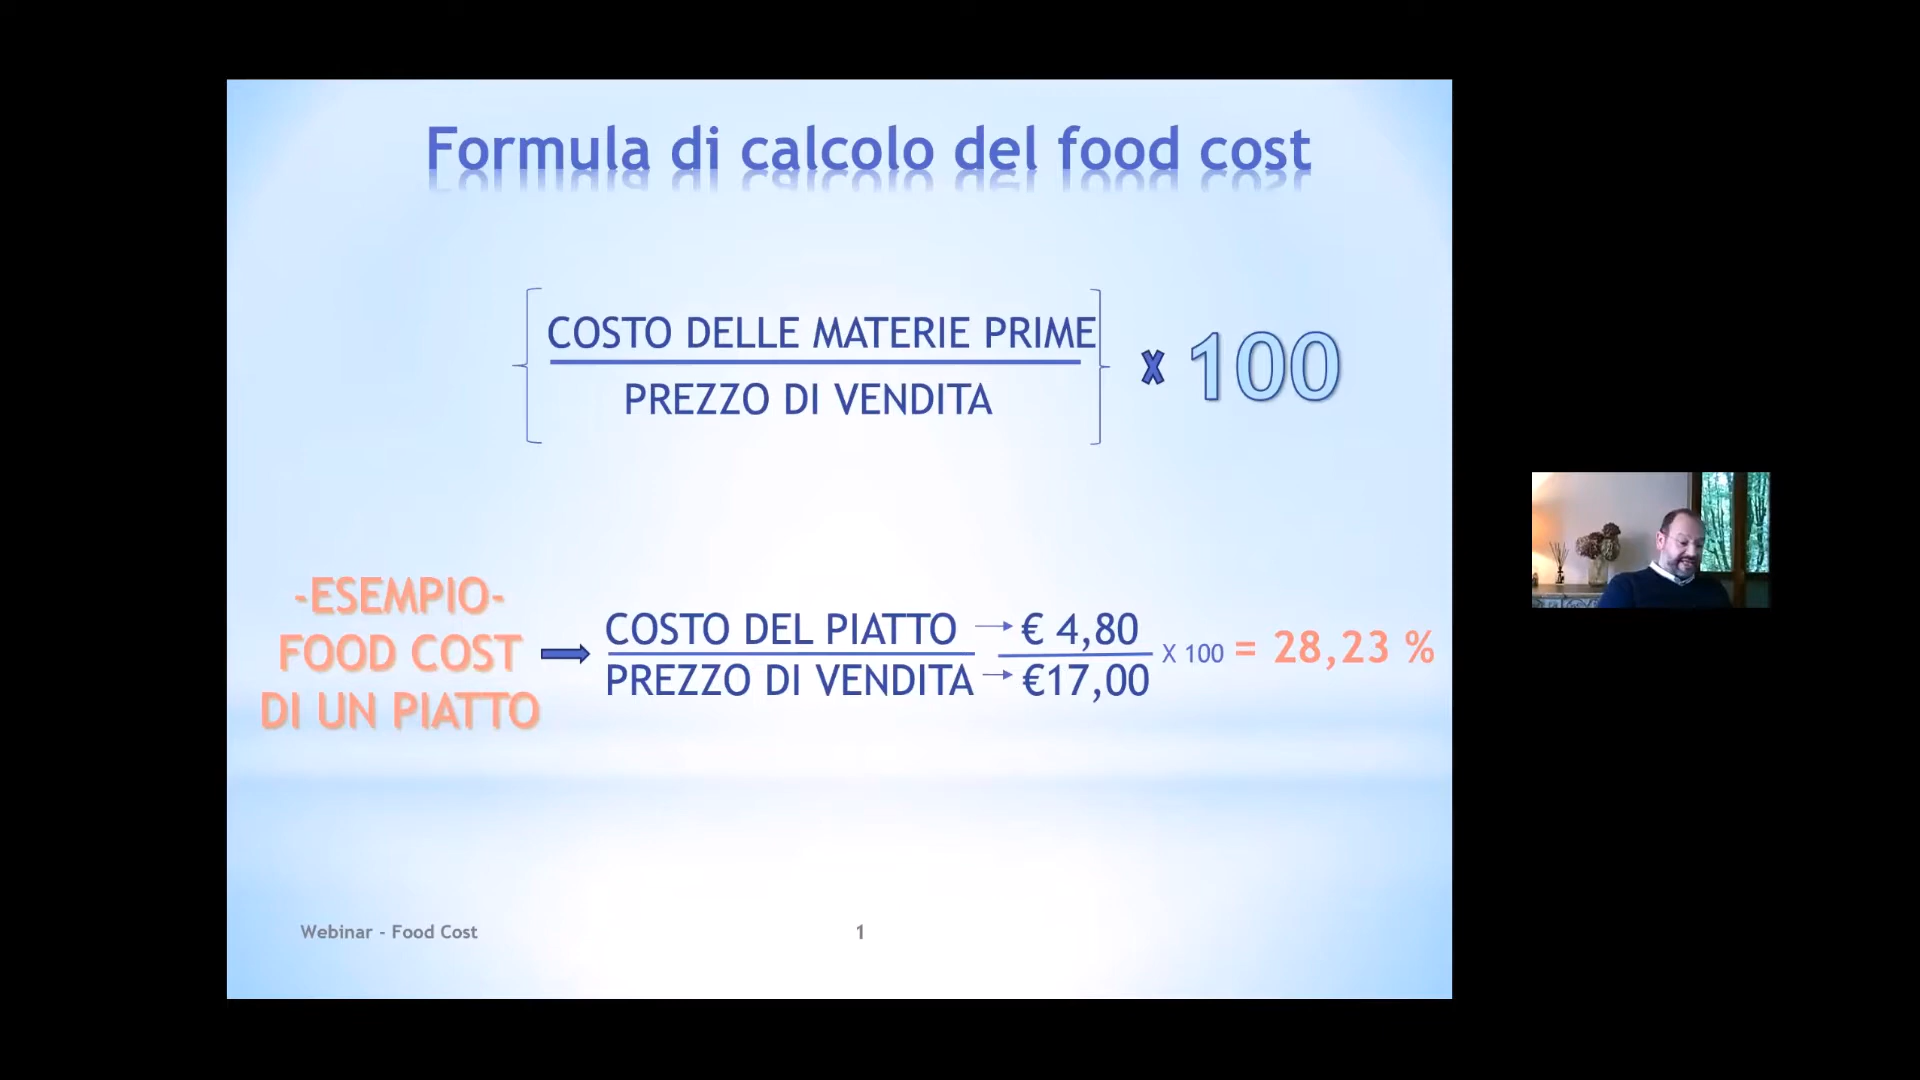 Formula di calcolo del food cost
COSTO DELLE MATERIE PRIME
PREZZO DI VENDITA
x 100
-ESEMPIO-
FOOD COST
DI UN PIATTO
COSTO DEL PIATTO € 4,80
PREZZO DI VENDITA €17,00
X 100 = 28,23 %
Webinar - Food Cost
1